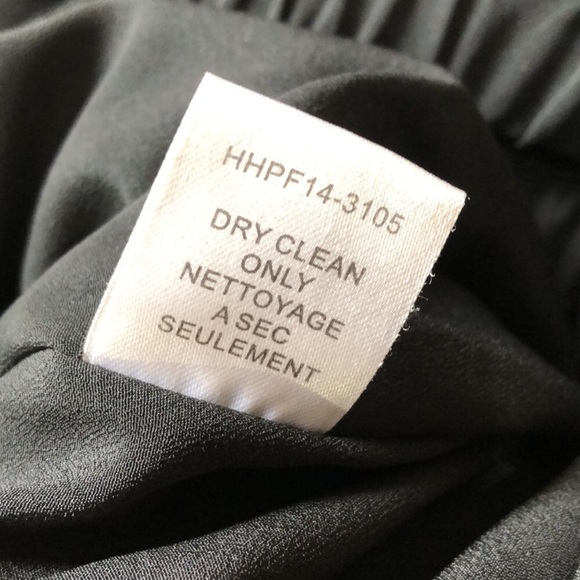 HHPF14-3105
DRY CLEAN
ONLY
NETTOYAGE
A SEC
SEULEMENT